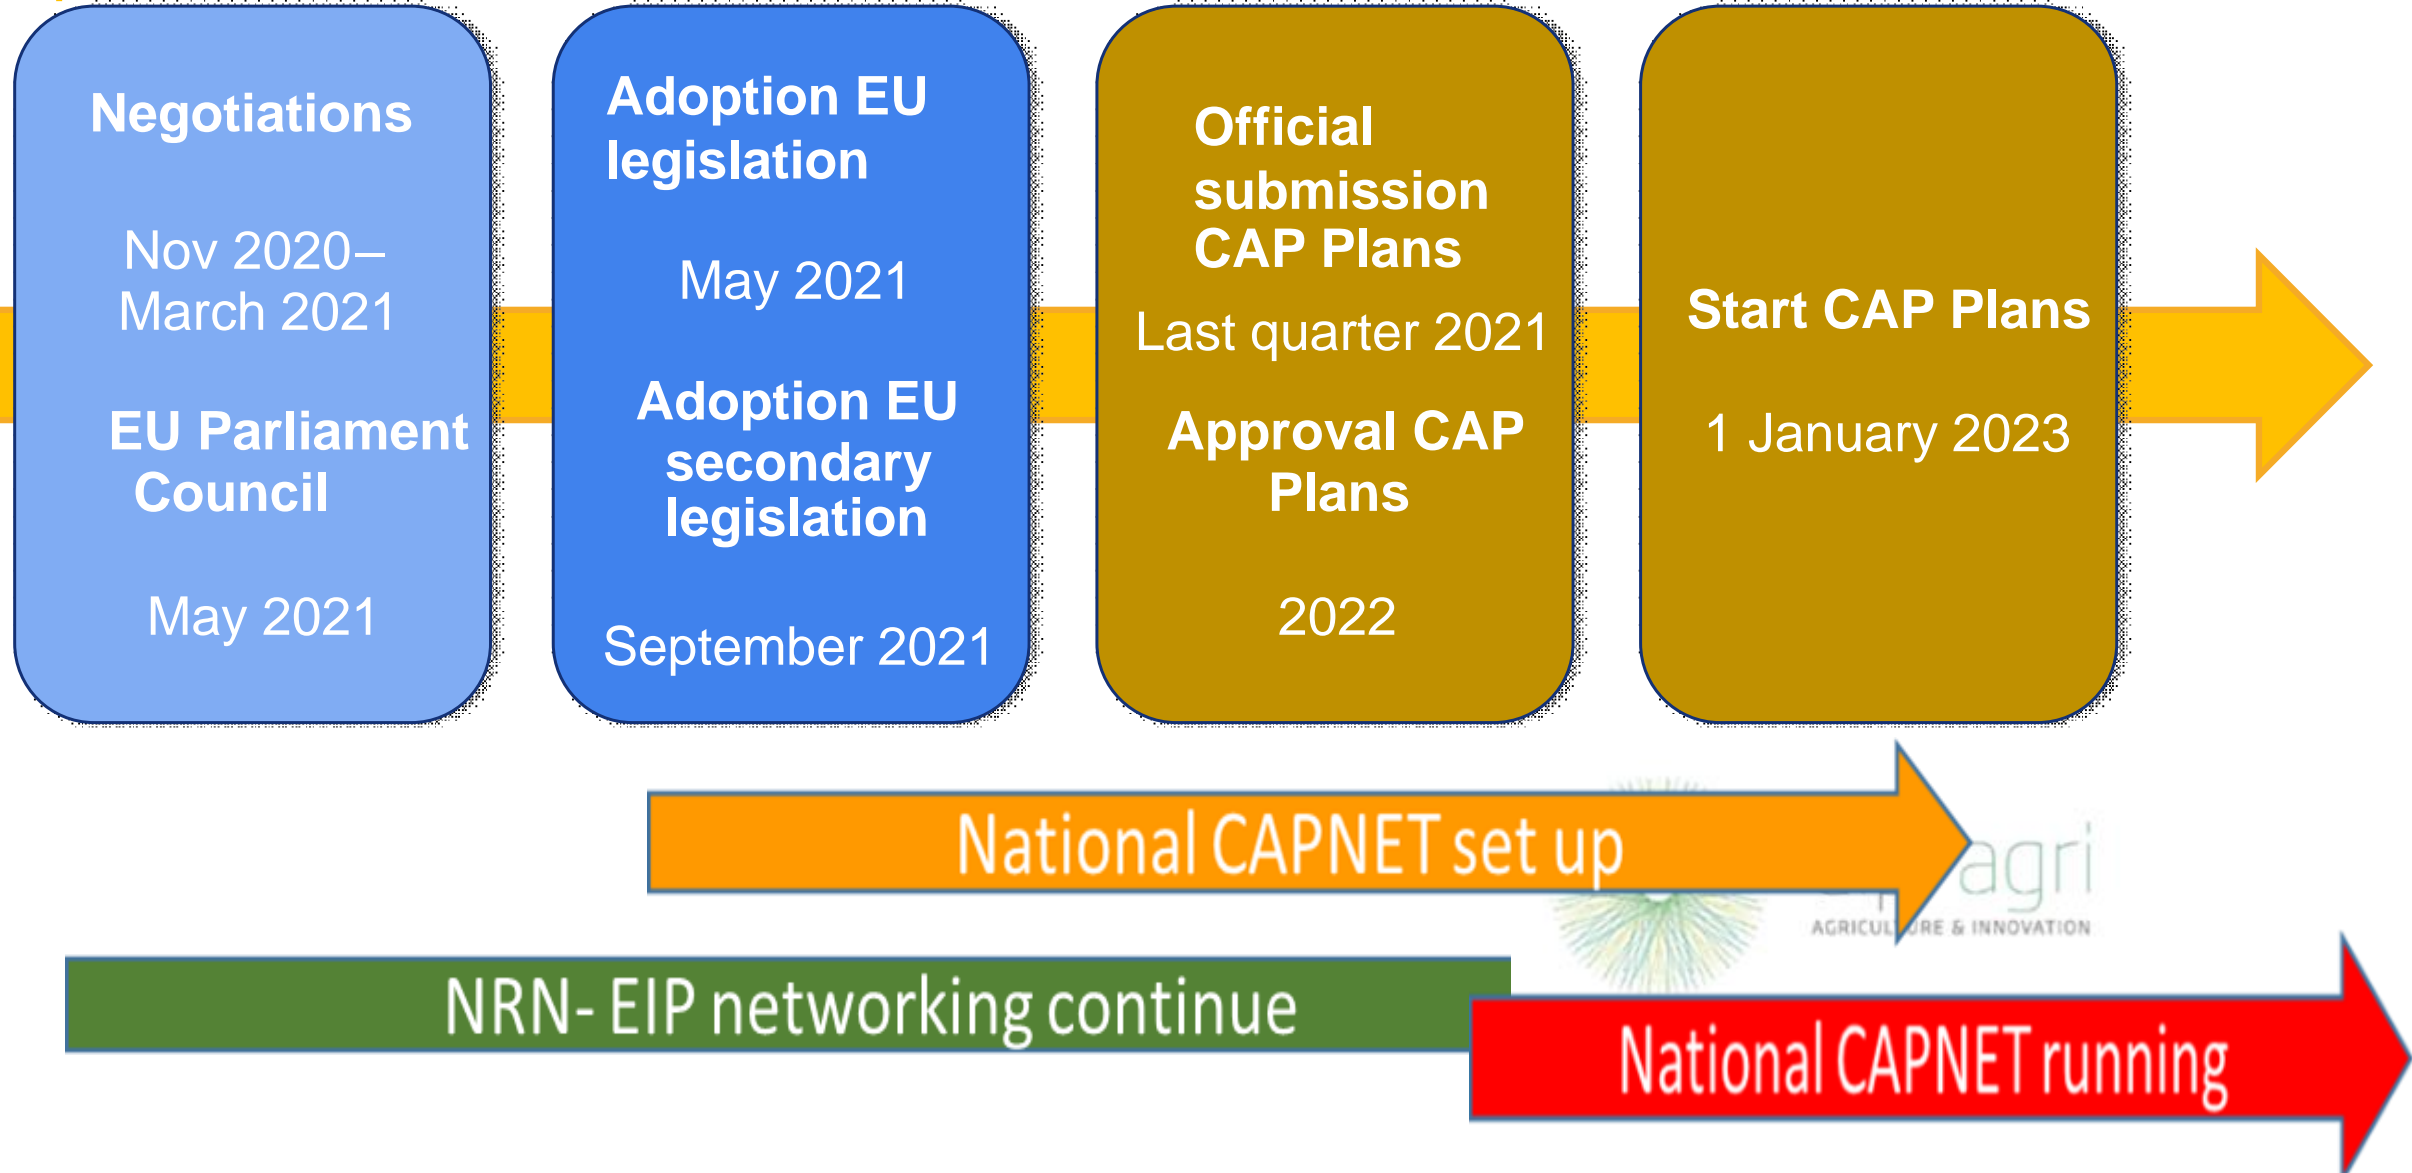 Negotiations
Nov 2020–
March 2021
EU Parliament
Council
May 2021
Adoption EU
legislation
May 2021
Adoption EU
secondary
legislation
September 2021
Official
submission
CAP Plans
Last quarter 2021
Approval CAP
Plans
2022
Start CAP Plans
1 January 2023
National CAPNET set up
agri
AGRICULTURE & INNOVATION
NRN- EIP networking continue
National CAPNET running